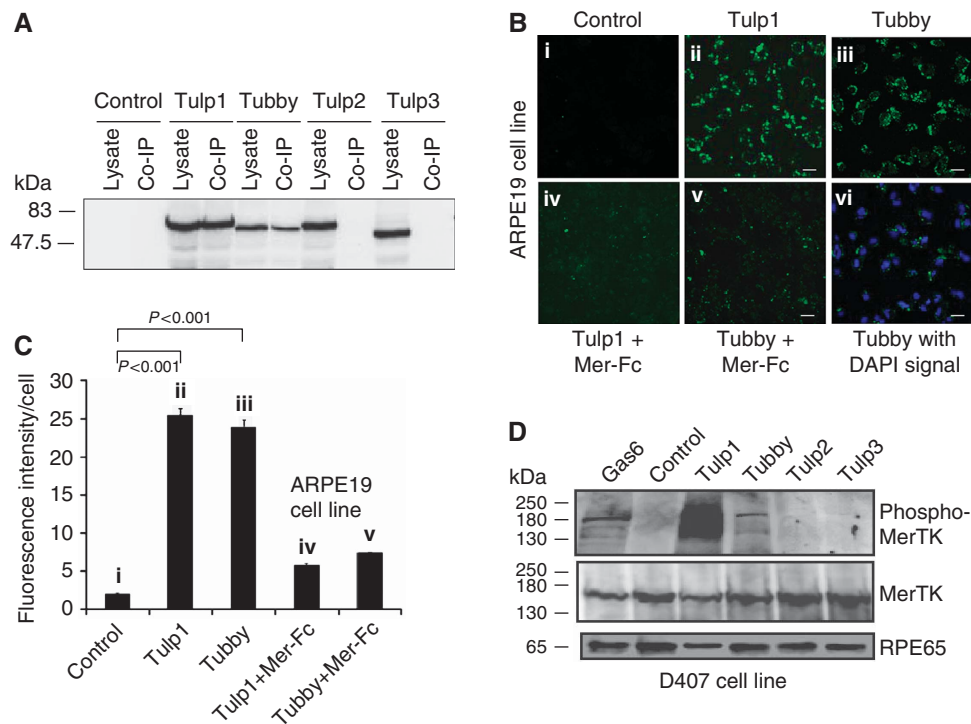 A
Control Tulp1 Tubby Tulp2 Tulp3
Lysate Co-IP Lysate Co-IP Lysate Co-IP Lysate Co-IP Lysate Co-IP
kDa
83
47.5
B
Control Tulp1 Tubby
ARPE19 cell line
i ii iii
iv v vi
Tulp1 + Mer-Fc
Tubby + Mer-Fc
Tubby with DAPI signal
C
P<0.001
P<0.001
Fluorescence intensity/cell
30
25
20
15
10
5
0
i ii iii iv v
ARPE19
cell line
Control Tulp1 Tubby Tulp1+Mer-Fc Tubby+Mer-Fc
D
kDa
Gas6 Control Tulp1 Tubby Tulp2 Tulp3
250
180
130
Phospho-
MerTK
250
180
130
MerTK
65
RPE65
D407 cell line